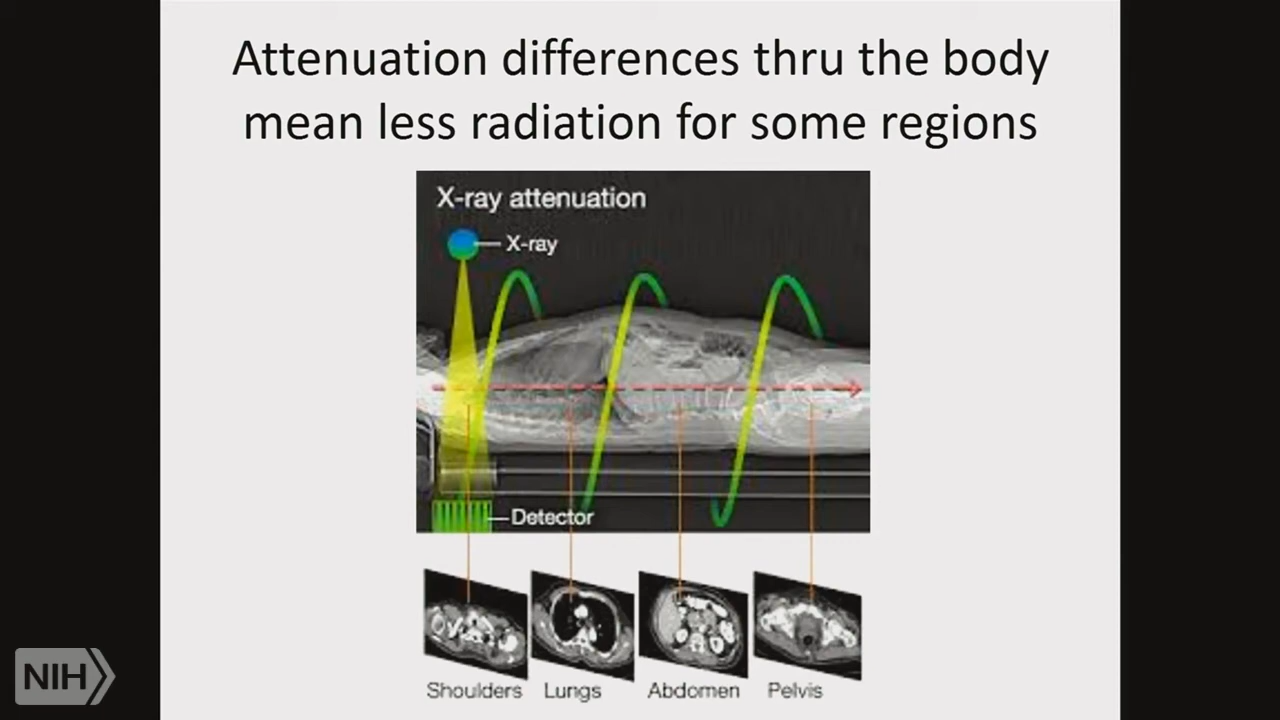 Attenuation differences thru the body
mean less radiation for some regions
X-ray attenuation
X-ray
Detector
Shoulders
Lungs
Abdomen
Pelvis
NIH